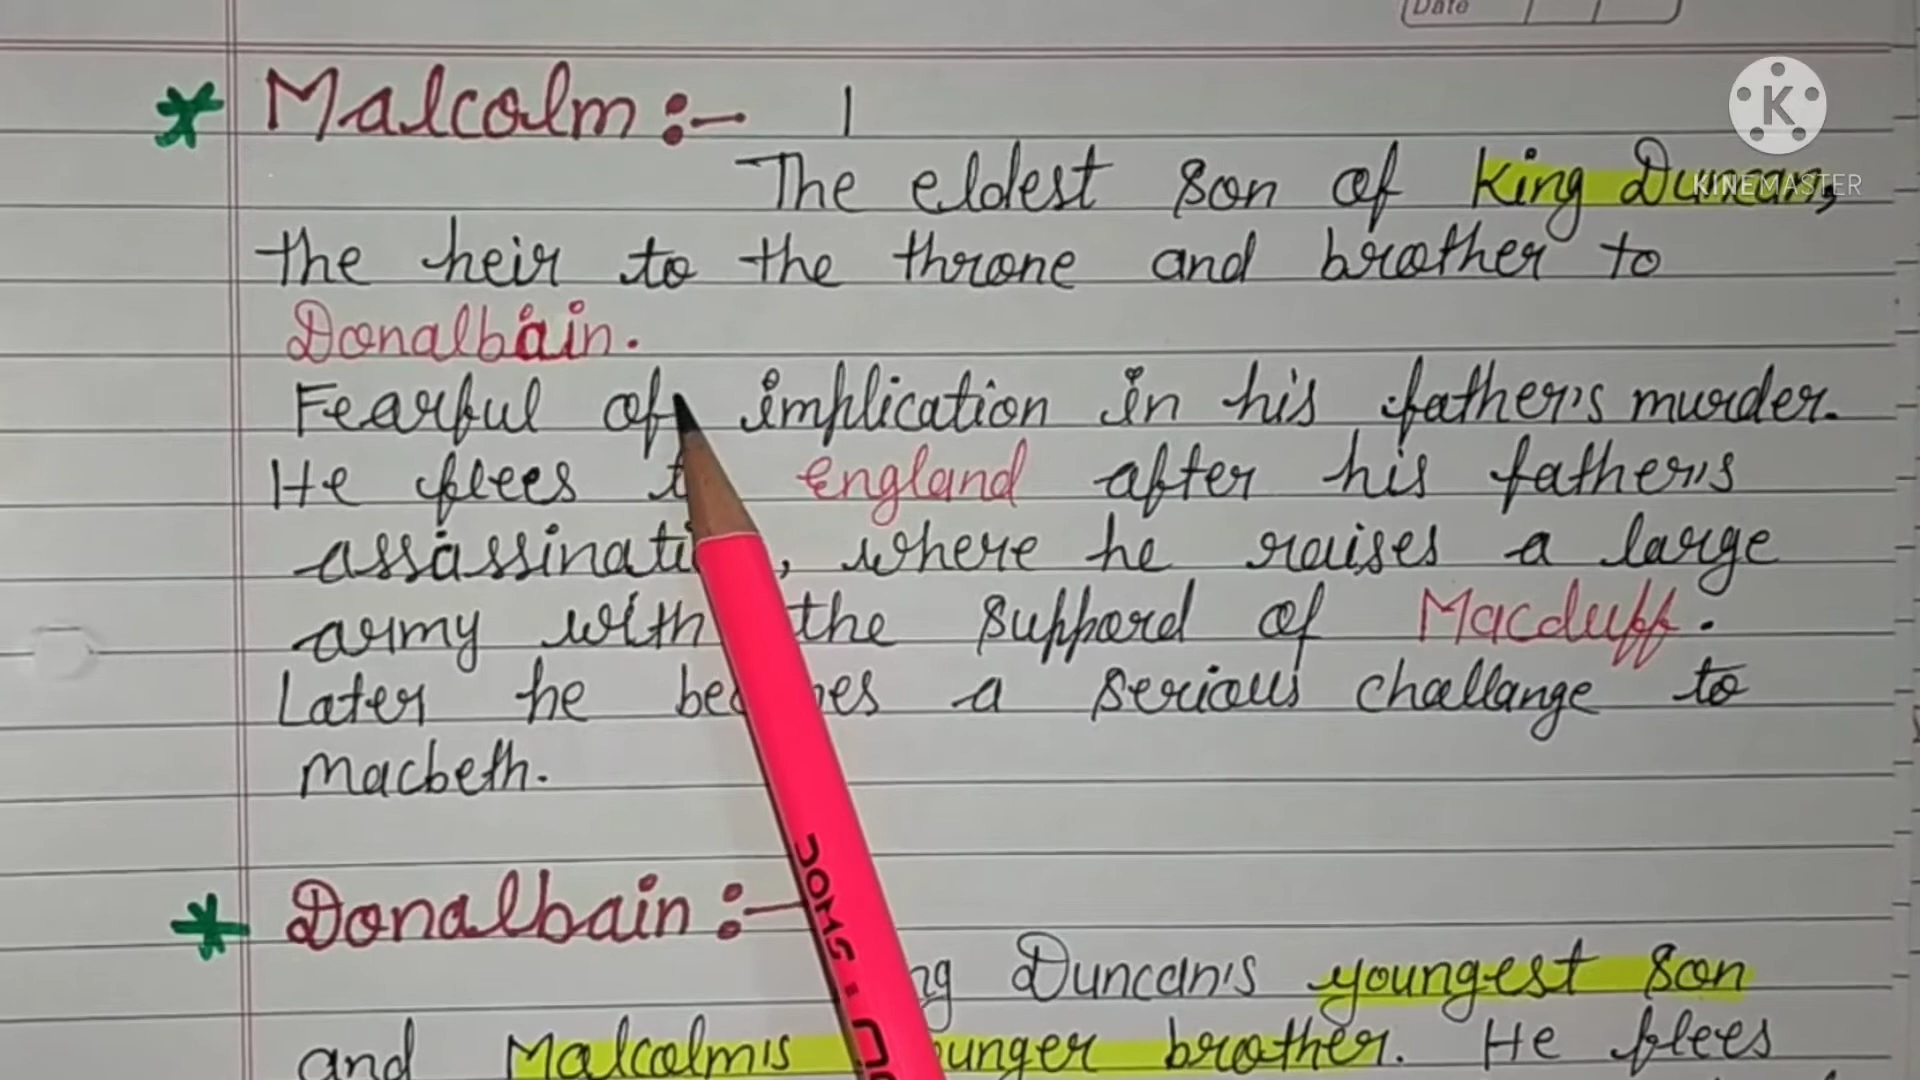 Date
* Malcolm :- 1
K
The eldest son of King Duncan,
KINEMASTER
the heir to the throne and brother to
Donalbain.
Fearful of implication in his father's murder.
He flees t England after his father's
assassinati , where he raises a large
army with the suppord of Macduff.
Later he be es a serious challange to
Macbeth.
* Donalbain :-
DOMS
ng Duncan's youngest son
and Malcolm's unger brother. He flees